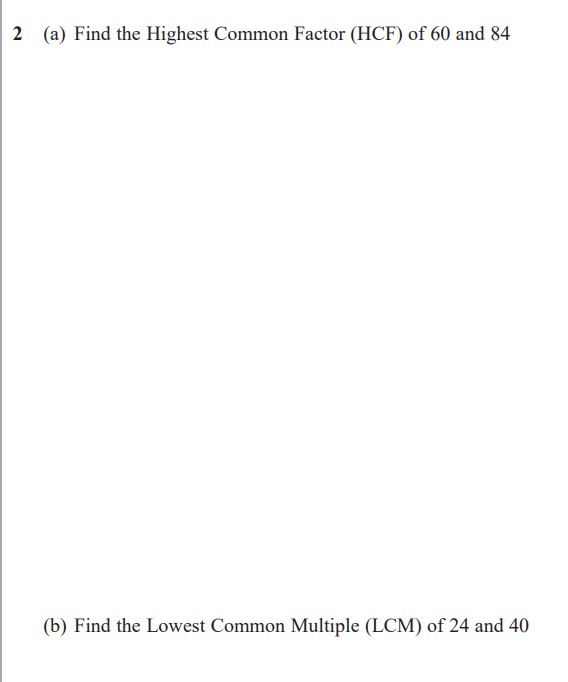 2 (a) Find the Highest Common Factor (HCF) of 60 and 84
(b) Find the Lowest Common Multiple (LCM) of 24 and 40